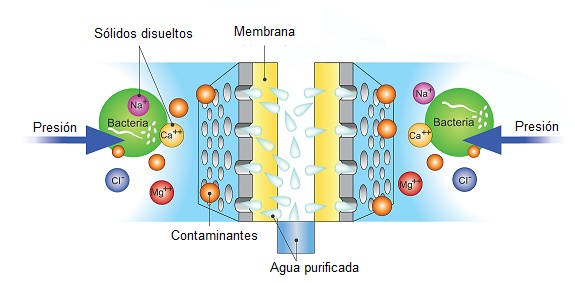 Sólidos disueltos
Membrana
Na+
Bacteria
Ca++
Presión
Cl-
Mg++
Na+
Bacteria
Ca++
Presión
Mg++
Cl-
Contaminantes
Agua purificada